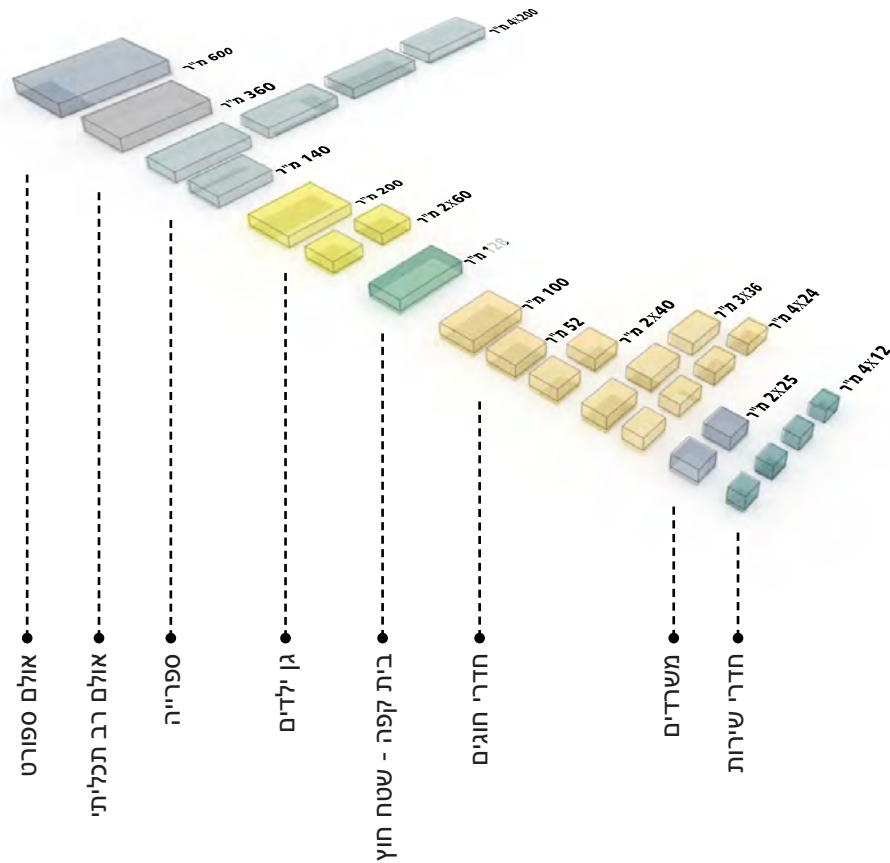 600 מ"ר
360 מ"ר
4x200 מ"ר
140 מ"ר
200 מ"ר
2x60 מ"ר
128 מ"ר
100 מ"ר
52 מ"ר
2x40 מ"ר
3x36 מ"ר
4x24 מ"ר
2x25 מ"ר
4x12 מ"ר
אולם ספורט
אולם רב תכליתי
ספרייה
גן ילדים
בית קפה - שטח חוץ
חדרי חוגים
משרדים
חדרי שירות